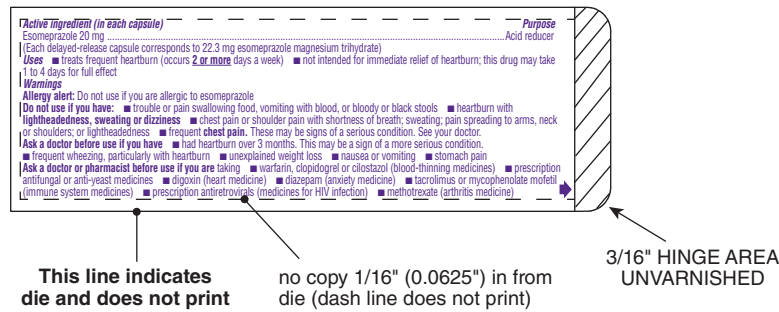 Active ingredient (in each capsule) Purpose
Esomeprazole 20 mg ........................................................................................................ Acid reducer
(Each delayed-release capsule corresponds to 22.3 mg esomeprazole magnesium trihydrate)
Uses ■ treats frequent heartburn (occurs 2 or more days a week) ■ not intended for immediate relief of heartburn; this drug may take
1 to 4 days for full effect
Warnings
Allergy alert: Do not use if you are allergic to esomeprazole
Do not use if you have: ■ trouble or pain swallowing food, vomiting with blood, or bloody or black stools ■ heartburn with
lightheadedness, sweating or dizziness ■ chest pain or shoulder pain with shortness of breath; sweating; pain spreading to arms, neck
or shoulders; or lightheadedness ■ frequent chest pain. These may be signs of a serious condition. See your doctor.
Ask a doctor before use if you have ■ had heartburn over 3 months. This may be a sign of a more serious condition.
■ frequent wheezing, particularly with heartburn ■ unexplained weight loss ■ nausea or vomiting ■ stomach pain
Ask a doctor or pharmacist before use if you are taking ■ warfarin, clopidogrel or cilostazol (blood-thinning medicines) ■ prescription
antifungal or anti-yeast medicines ■ digoxin (heart medicine) ■ diazepam (anxiety medicine) ■ tacrolimus or mycophenolate mofetil
(immune system medicines) ■ prescription antiretrovirals (medicines for HIV infection) ■ methotrexate (arthritis medicine)
This line indicates
die and does not print
no copy 1/16" (0.0625") in from
die (dash line does not print)
3/16" HINGE AREA
UNVARNISHED